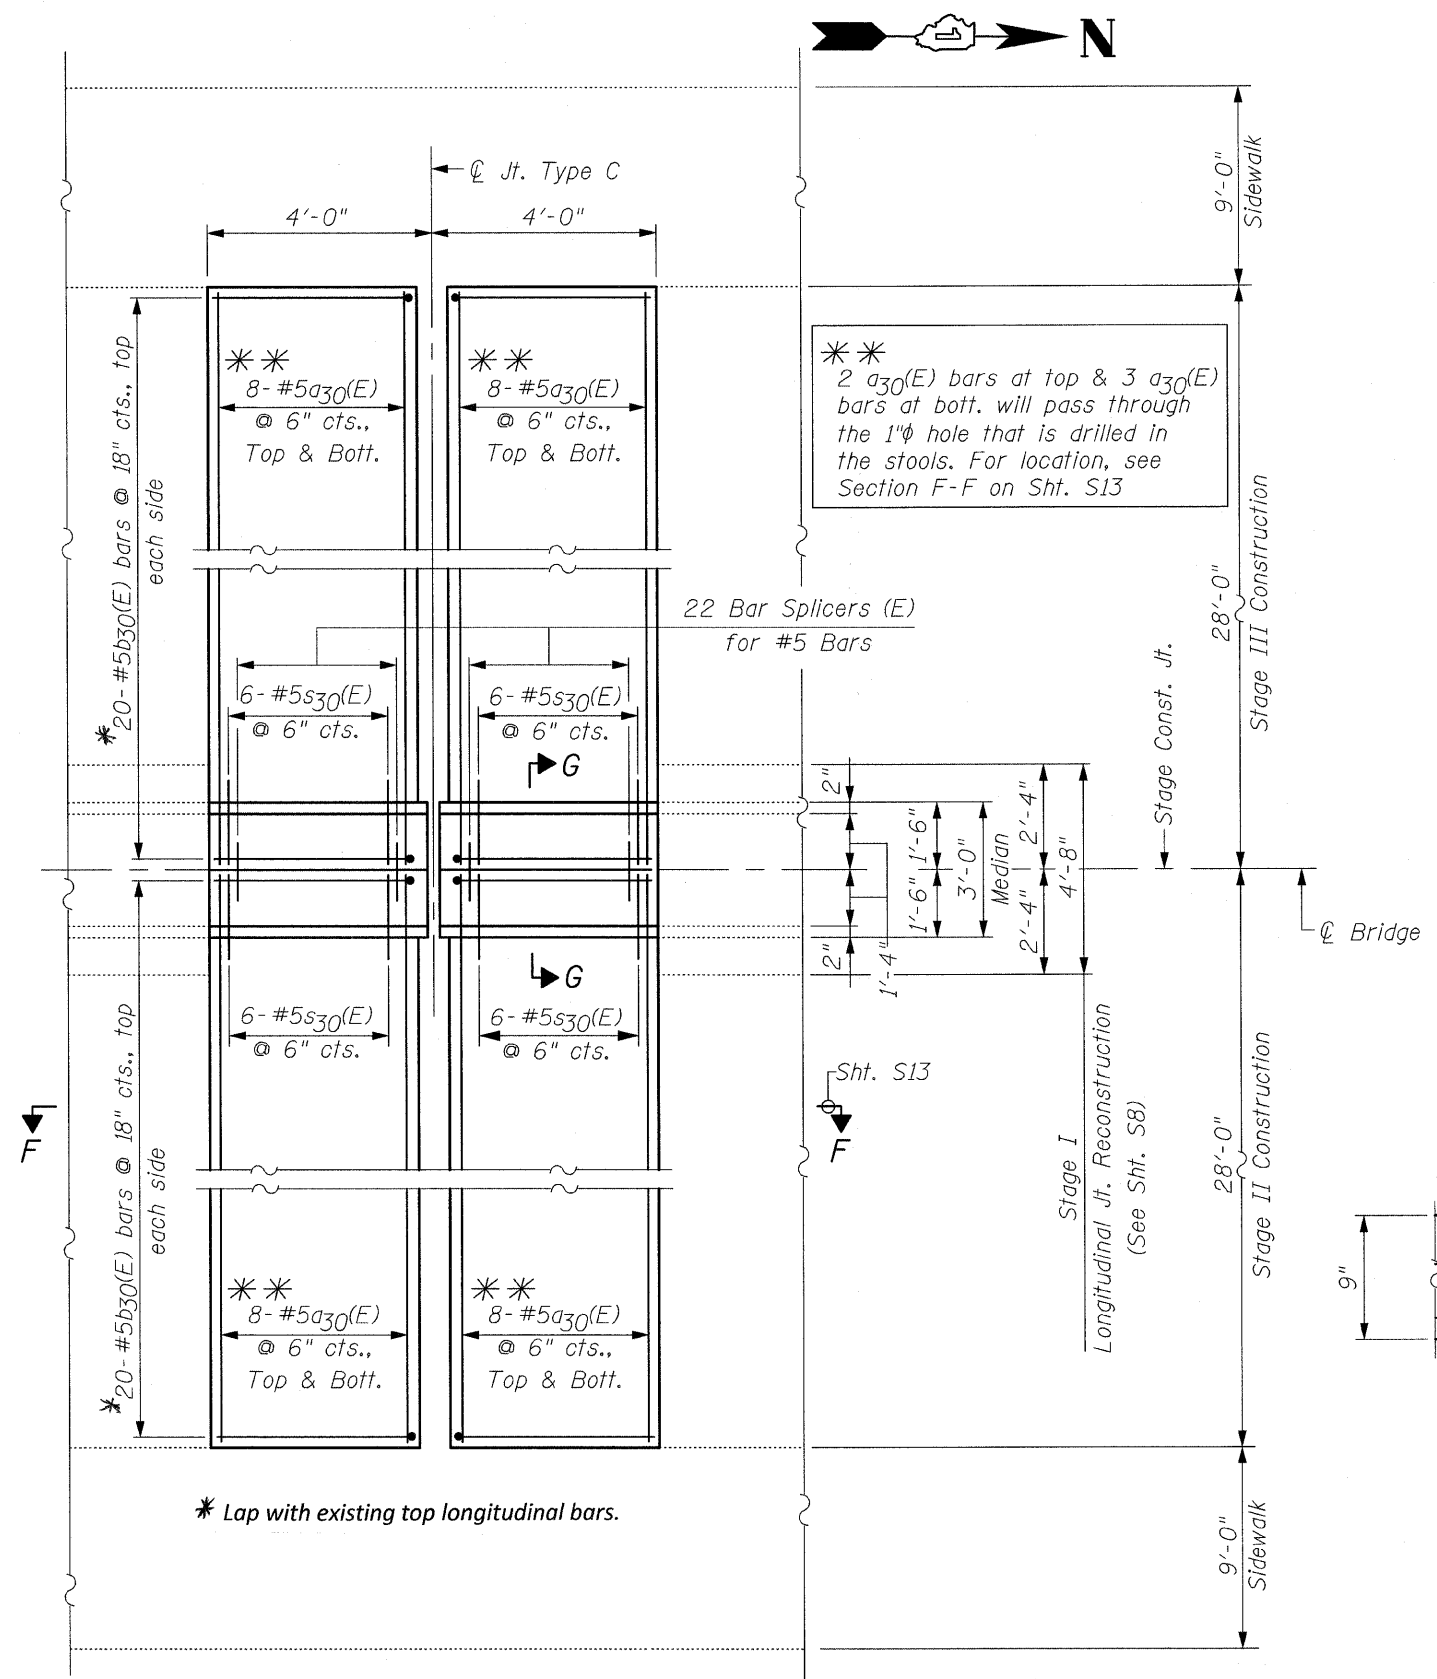 N
℄ Jt. Type C
4'-0"
4'-0"
9'-0"
Sidewalk
**
8-#5a30(E)
@ 6" cts.,
Top & Bott.
**
8-#5a30(E)
@ 6" cts.,
Top & Bott.
**
2 a30(E) bars at top & 3 a30(E)
bars at bott. will pass through
the 1"ϕ hole that is drilled in
the stools. For location, see
Section F-F on Sht. S13
*20-#5b30(E) bars @ 18" cts., top
each side
28'-0"
Stage III Construction
22 Bar Splicers (E)
for #5 Bars
6-#5s30(E)
@ 6" cts.
6-#5s30(E)
@ 6" cts.
G
Stage Const. Jt.
2"
1'-6"
2'-4"
3'-0"
Median
4'-8"
1'-6"
2'-4"
2"
1'-4"
℄ Bridge
G
6-#5s30(E)
@ 6" cts.
6-#5s30(E)
@ 6" cts.
*20-#5b30(E) bars @ 18" cts., top
each side
Sht. S13
F
F
Stage I
Longitudinal Jt. Reconstruction
(See Sht. S8)
28'-0"
Stage II Construction
9"
**
8-#5a30(E)
@ 6" cts.,
Top & Bott.
**
8-#5a30(E)
@ 6" cts.,
Top & Bott.
* Lap with existing top longitudinal bars.
9'-0"
Sidewalk